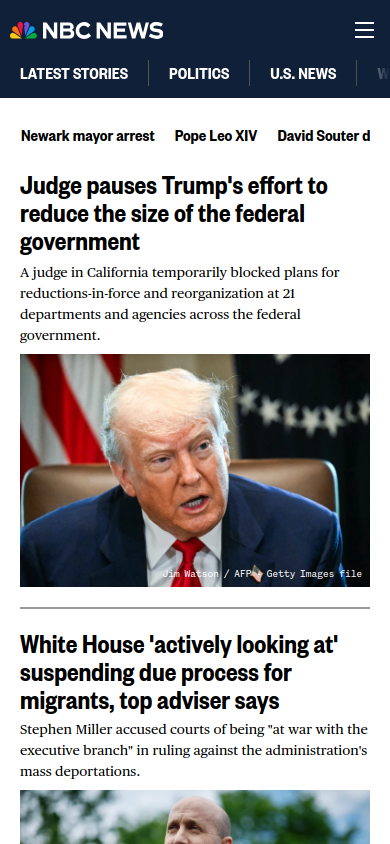 NBC NEWS
LATEST STORIES
POLITICS
U.S. NEWS
Newark mayor arrest
Pope Leo XIV
David Souter d
Judge pauses Trump's effort to
reduce the size of the federal
government
A judge in California temporarily blocked plans for
reductions-in-force and reorganization at 21
departments and agencies across the federal
government.
Jim Watson / AFP Getty Images file
White House 'actively looking at'
suspending due process for
migrants, top adviser says
Stephen Miller accused courts of being "at war with the
executive branch" in ruling against the administration's
mass deportations.